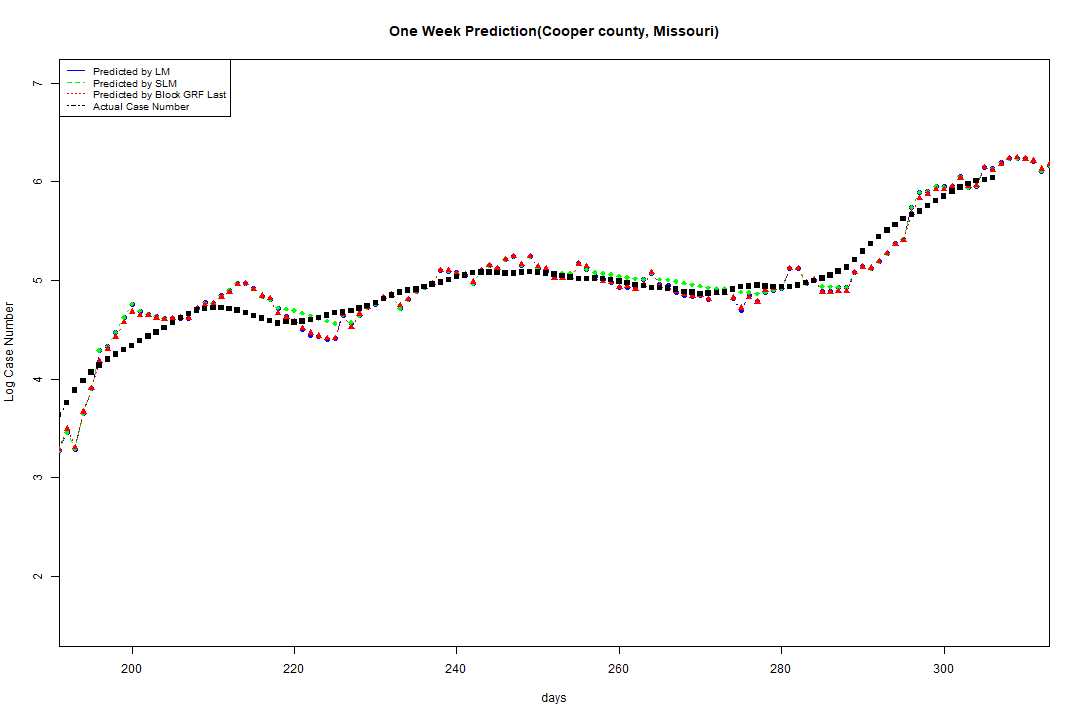 One Week Prediction(Cooper county, Missouri)
Predicted by LM
Predicted by SLM
Predicted by Block GRF Last
Actual Case Number
7
6
5
4
3
2
Log Case Number
200 220 240 260 280 300
days